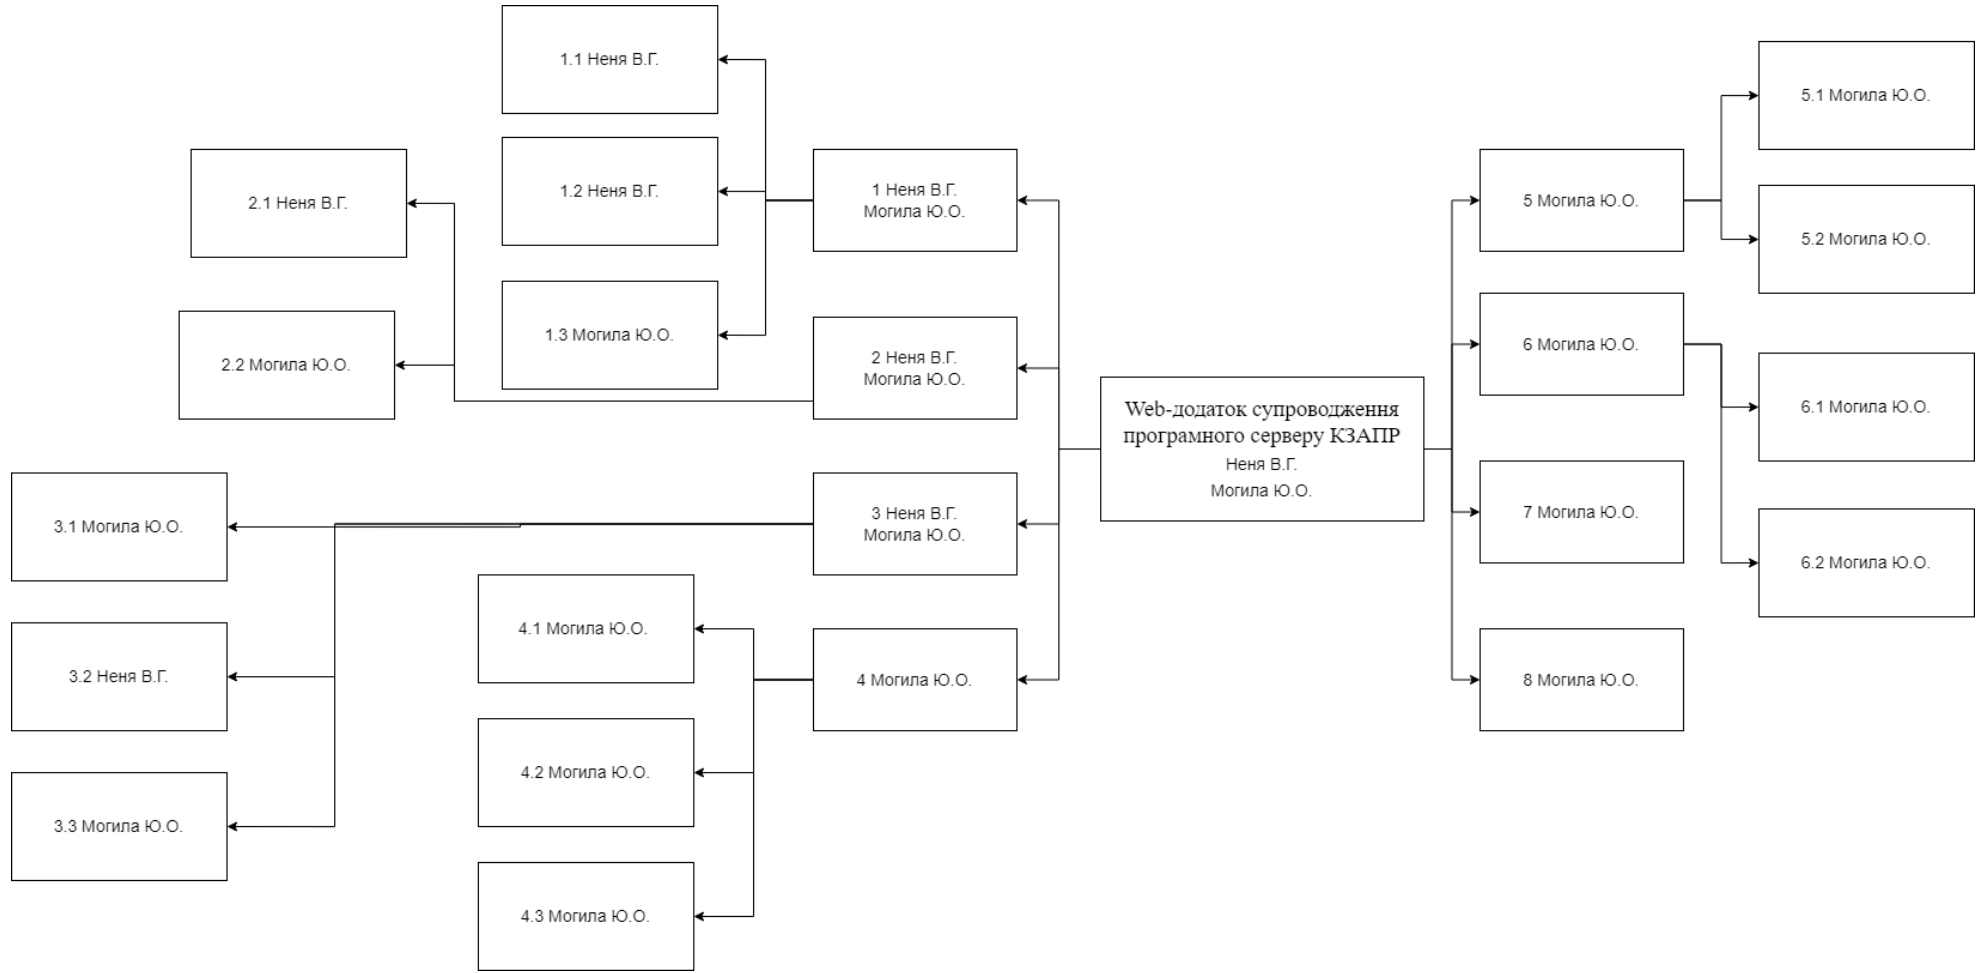 1.1 Неня В.Г.
1.2 Неня В.Г.
1.3 Могила Ю.О.
2.1 Неня В.Г.
2.2 Могила Ю.О.
3.1 Могила Ю.О.
3.2 Неня В.Г.
3.3 Могила Ю.О.
4.1 Могила Ю.О.
4.2 Могила Ю.О.
4.3 Могила Ю.О.
1 Неня В.Г.
Могила Ю.О.
2 Неня В.Г.
Могила Ю.О.
3 Неня В.Г.
Могила Ю.О.
4 Могила Ю.О.
Web-додаток супроводження
програмного серверу КЗАПР
Неня В.Г.
Могила Ю.О.
5 Могила Ю.О.
6 Могила Ю.О.
7 Могила Ю.О.
8 Могила Ю.О.
5.1 Могила Ю.О.
5.2 Могила Ю.О.
6.1 Могила Ю.О.
6.2 Могила Ю.О.